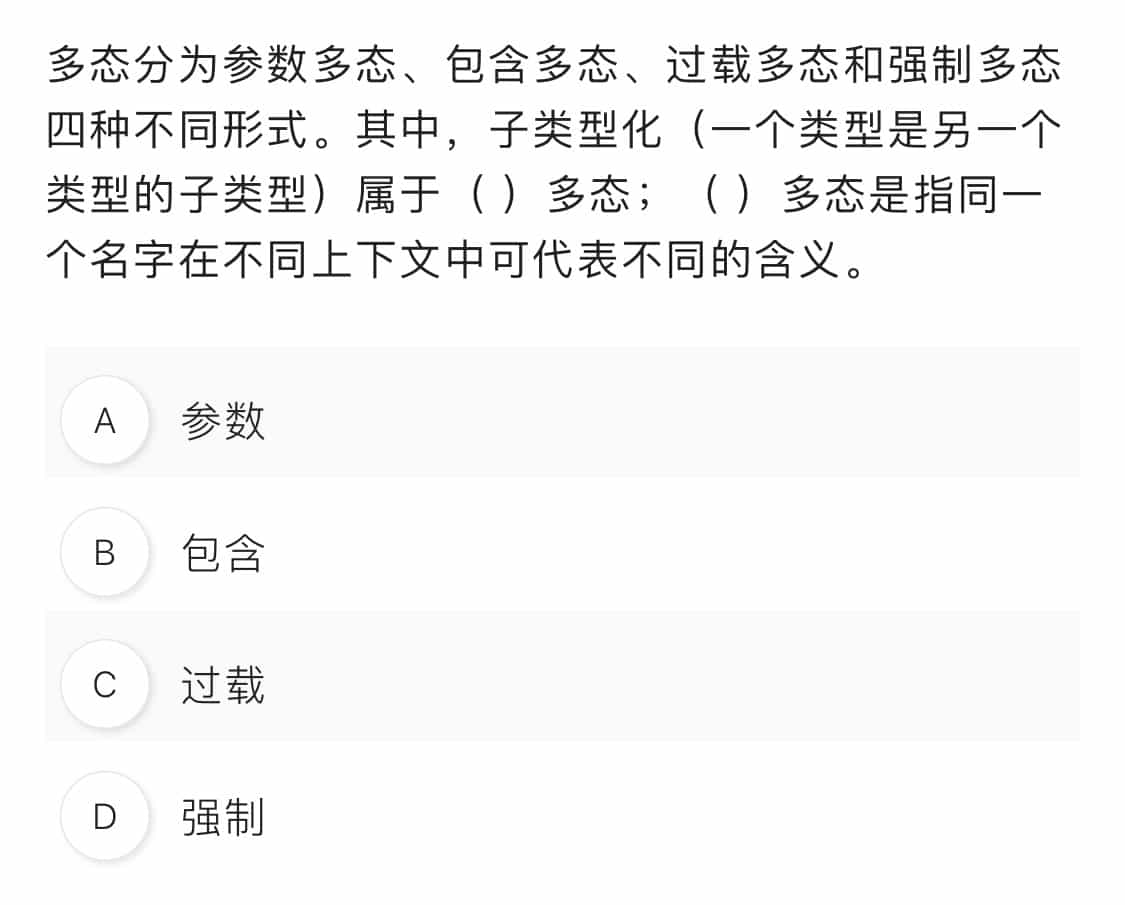 多态分为参数多态、包含多态、过载多态和强制多态
四种不同形式。其中，子类型化（一个类型是另一个
类型的子类型）属于（ ）多态；（ ）多态是指同一
个名字在不同上下文中可代表不同的含义。
A 参数
B 包含
C 过载
D 强制